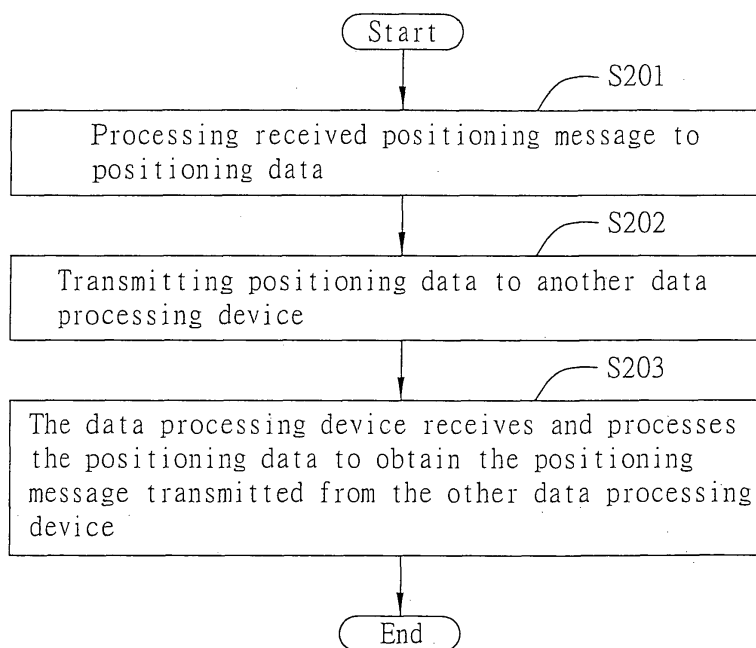 Start
S201
Processing received positioning message to
positioning data
S202
Transmitting positioning data to another data
processing device
S203
The data processing device receives and processes
the positioning data to obtain the positioning
message transmitted from the other data processing
device
End